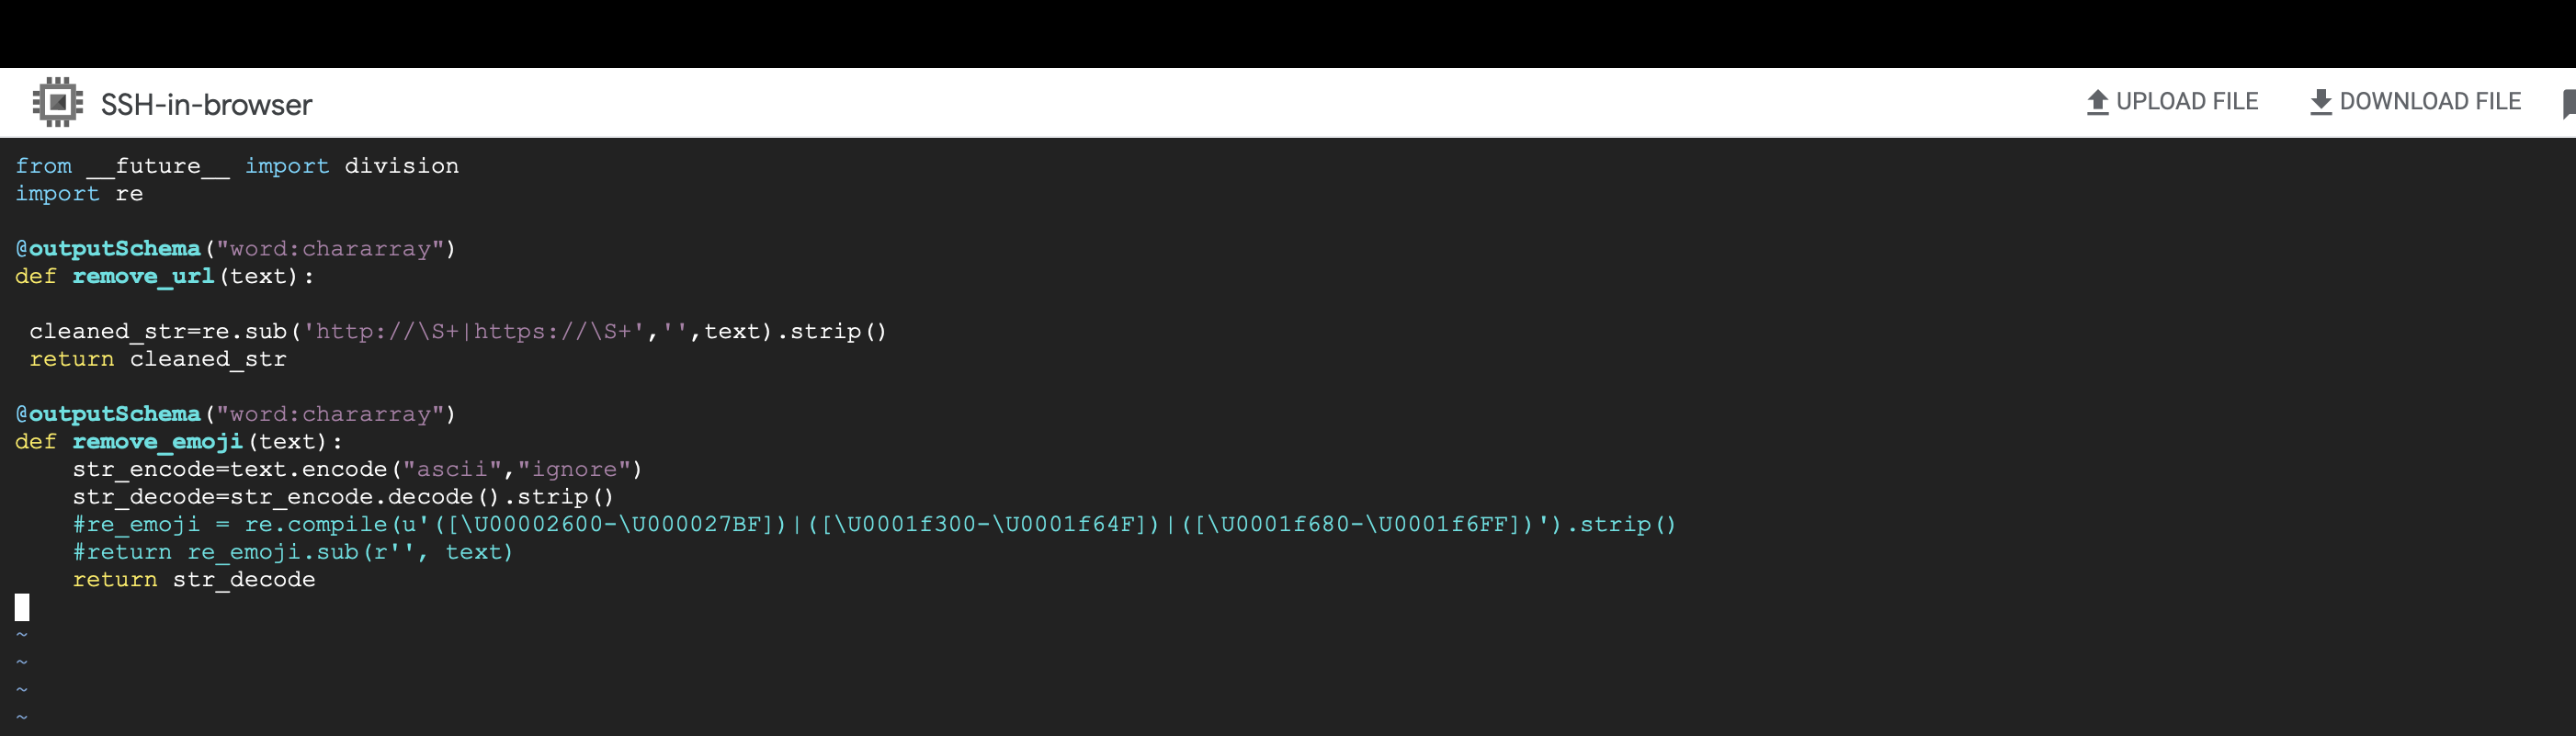 SSH-in-browser
UPLOAD FILE
DOWNLOAD FILE
from __future__ import division
import re
@outputSchema("word:chararray")
def remove_url(text):
 cleaned_str=re.sub('http://\S+|https://\S+','',text).strip()
 return cleaned_str
@outputSchema("word:chararray")
def remove_emoji(text):
    str_encode=text.encode("ascii","ignore")
    str_decode=str_encode.decode().strip()
    #re_emoji = re.compile(u'([\U00002600-\U000027BF])|([\U0001f300-\U0001f64F])|([\U0001f680-\U0001f6FF])').strip()
    #return re_emoji.sub(r'', text)
    return str_decode
~
~
~
~